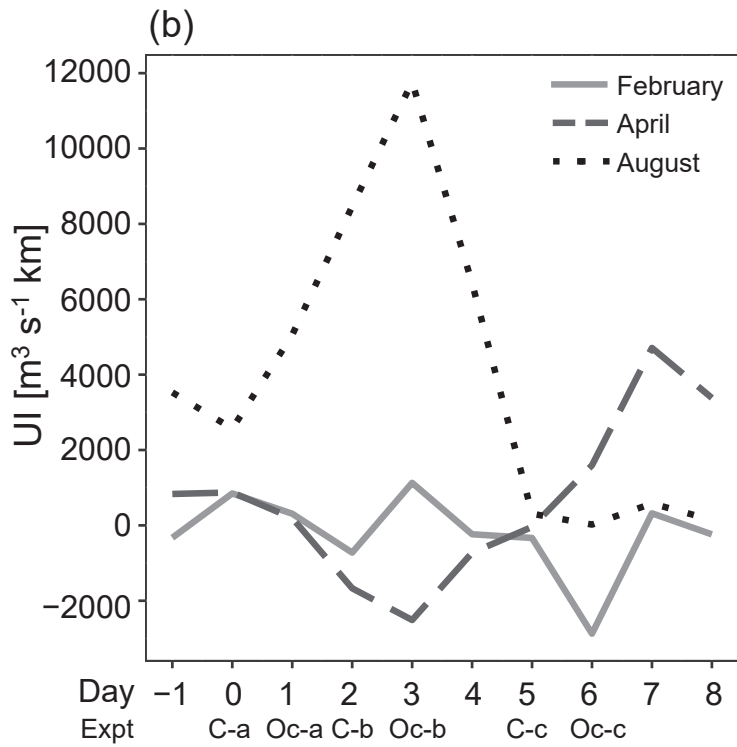 (b)
12000
10000
8000
6000
4000
2000
0
−2000
UI [m³ s⁻¹ km]
February
April
August
Day −1 0 1 2 3 4 5 6 7 8
Expt C-a Oc-a C-b Oc-b C-c Oc-c